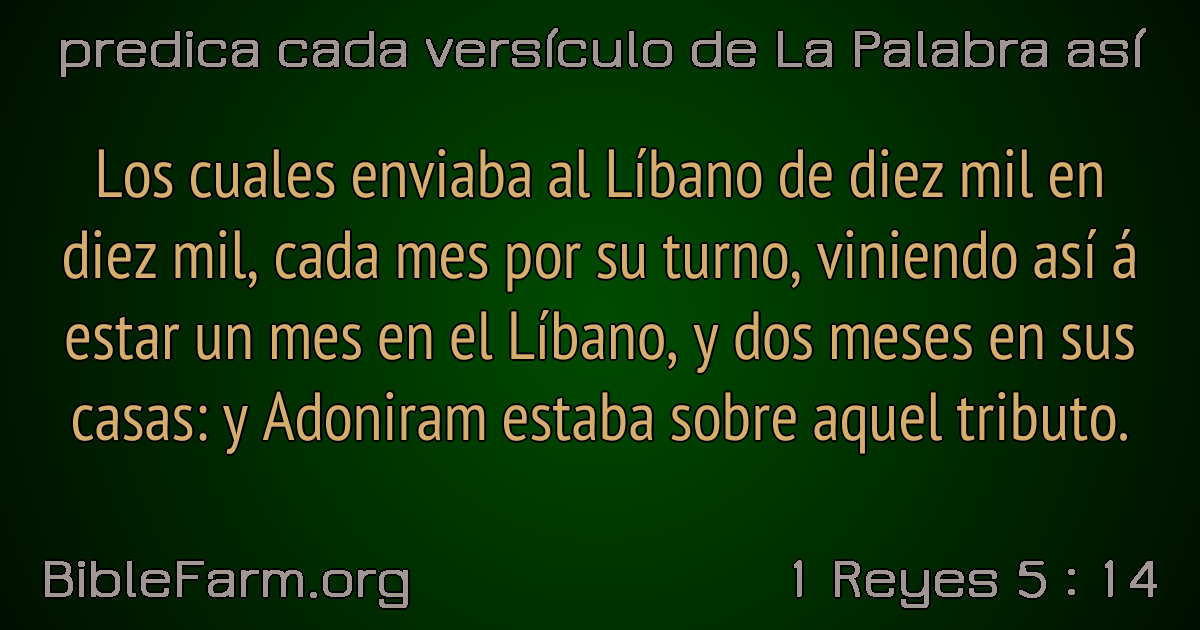 predica cada versículo de La Palabra así
Los cuales enviaba al Líbano de diez mil en
diez mil, cada mes por su turno, viniendo así á
estar un mes en el Líbano, y dos meses en sus
casas: y Adoniram estaba sobre aquel tributo.
BibleFarm.org
1 Reyes 5 : 14